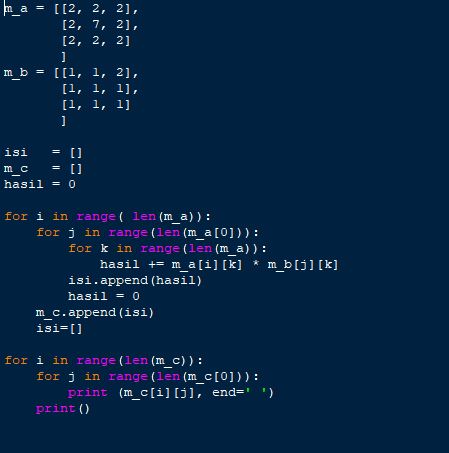 m_a = [[2, 2, 2],
       [2, 7, 2],
       [2, 2, 2]
       ]
m_b = [[1, 1, 2],
       [1, 1, 1],
       [1, 1, 1]
       ]

isi   = []
m_c   = []
hasil = 0

for i in range( len(m_a)):
    for j in range(len(m_a[0])):
        for k in range(len(m_a)):
            hasil += m_a[i][k] * m_b[j][k]
        isi.append(hasil)
        hasil = 0
    m_c.append(isi)
    isi=[]

for i in range(len(m_c)):
    for j in range(len(m_c[0])):
        print (m_c[i][j], end=' ')
    print()